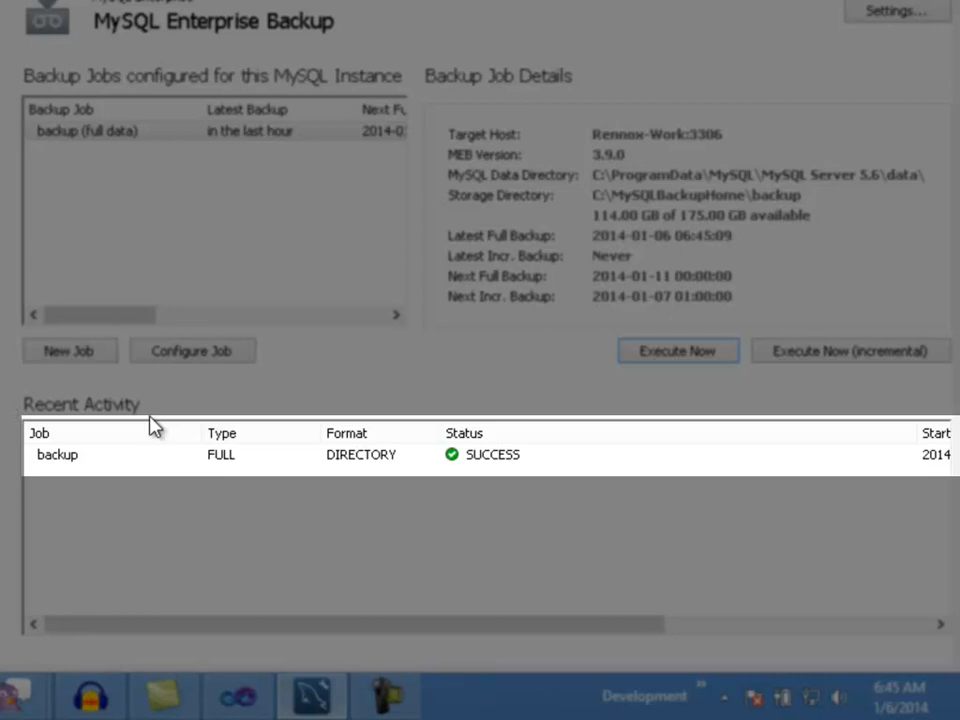 MySQL Enterprise Backup
Settings...
Backup Jobs configured for this MySQL Instance
Backup Job Details
Backup Job Latest Backup Next Fu
backup (full data) in the last hour 2014-0
Target Host: Rennox-Work:3306
MEB Version: 3.9.0
MySQL Data Directory: C:\ProgramData\MySQL\MySQL Server 5.6\data\
Storage Directory: C:\MySQLBackupHome\backup
114.00 GB of 175.00 GB available
Latest Full Backup: 2014-01-06 06:45:09
Latest Incr. Backup: Never
Next Full Backup: 2014-01-11 00:00:00
Next Incr. Backup: 2014-01-07 01:00:00
New Job Configure Job Execute Now Execute Now (incremental)
Recent Activity
Job Type Format Status Start
backup FULL DIRECTORY SUCCESS 2014
Development
6:45 AM
1/6/2014